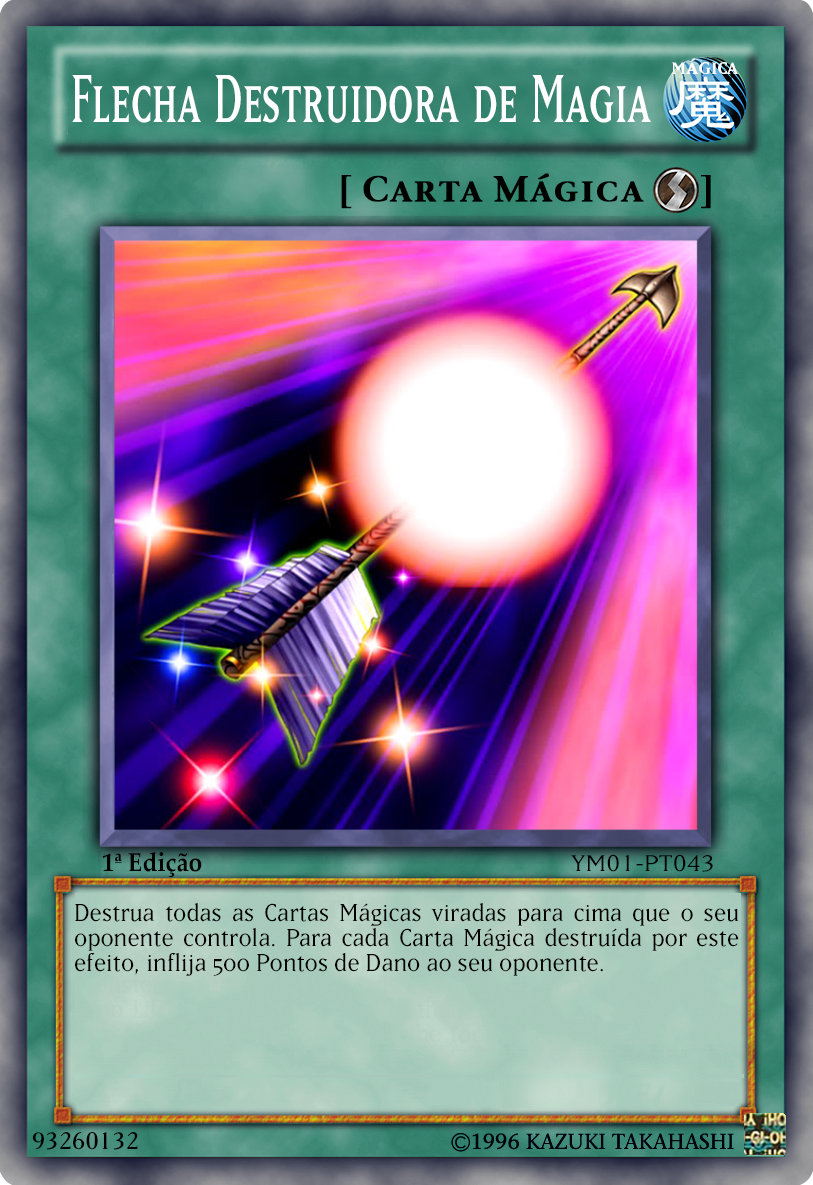 Flecha Destruidora de Magia
MAGICA
魔
[ Carta Mágica ]
1ª Edição
YM01-PT043
Destrua todas as Cartas Mágicas viradas para cima que o seu
oponente controla. Para cada Carta Mágica destruída por este
efeito, inflija 500 Pontos de Dano ao seu oponente.
93260132
©1996 KAZUKI TAKAHASHI